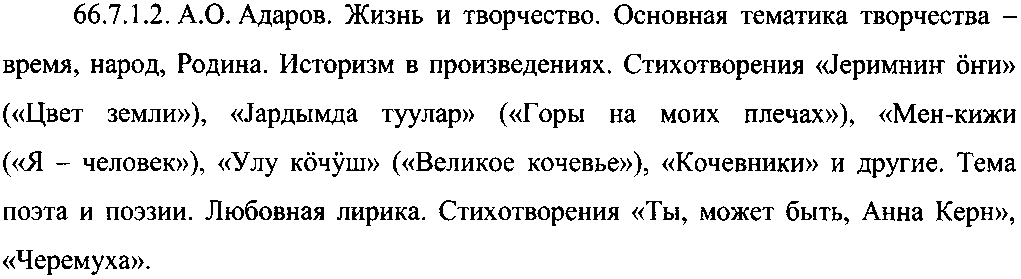 66.7.1.2. А.О. Адаров. Жизнь и творчество. Основная тематика творчества –
время, народ, Родина. Историзм в произведениях. Стихотворения «Јеримниҥ ӧҥи»
(«Цвет земли»), «Јардымда туулар» («Горы на моих плечах»), «Мен-кижи
(«Я – человек»), «Улу кӧчӱш» («Великое кочевье»), «Кочевники» и другие. Тема
поэта и поэзии. Любовная лирика. Стихотворения «Ты, может быть, Анна Керн»,
«Черемуха».